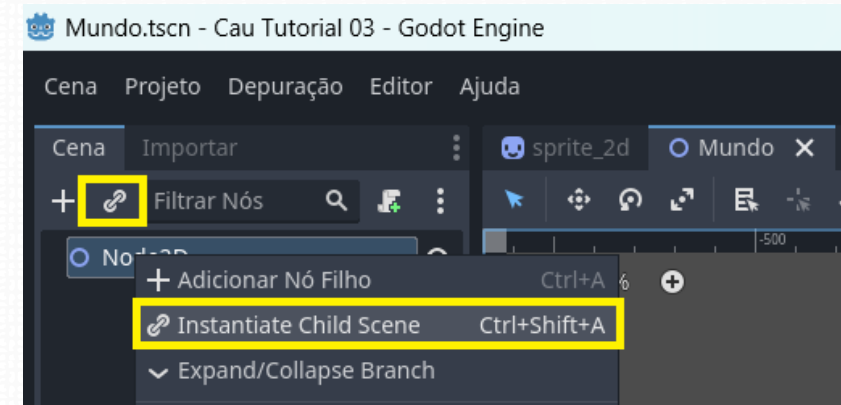 Mundo.tscn - Cau Tutorial 03 - Godot Engine
Cena Projeto Depuração Editor Ajuda
Cena Importar sprite_2d Mundo
Filtrar Nós
-500
Adicionar Nó Filho Ctrl+A %
Instantiate Child Scene Ctrl+Shift+A
Expand/Collapse Branch